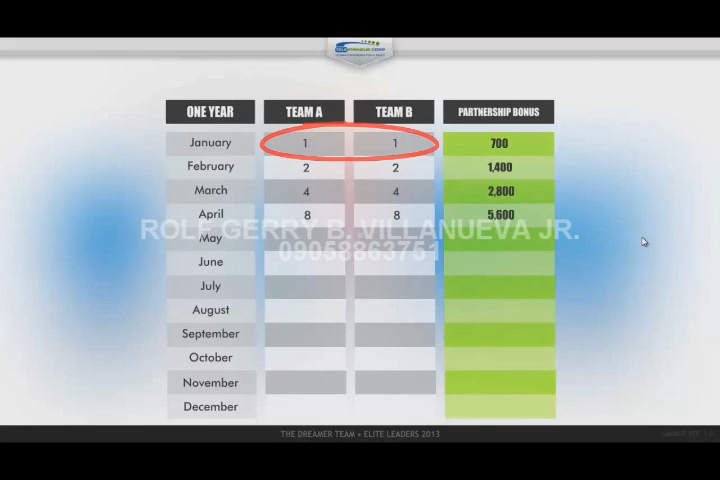 ONE YEAR TEAM A TEAM B PARTNERSHIP BONUS
January 1 1 700
February 2 2 1,400
March 4 4 2,800
April 8 8 5,600
ROLF GERRY B. VILLANUEVA JR.
May
09058863751
June
July
August
September
October
November
December
THE DREAMER TEAM • ELITE LEADERS 2013